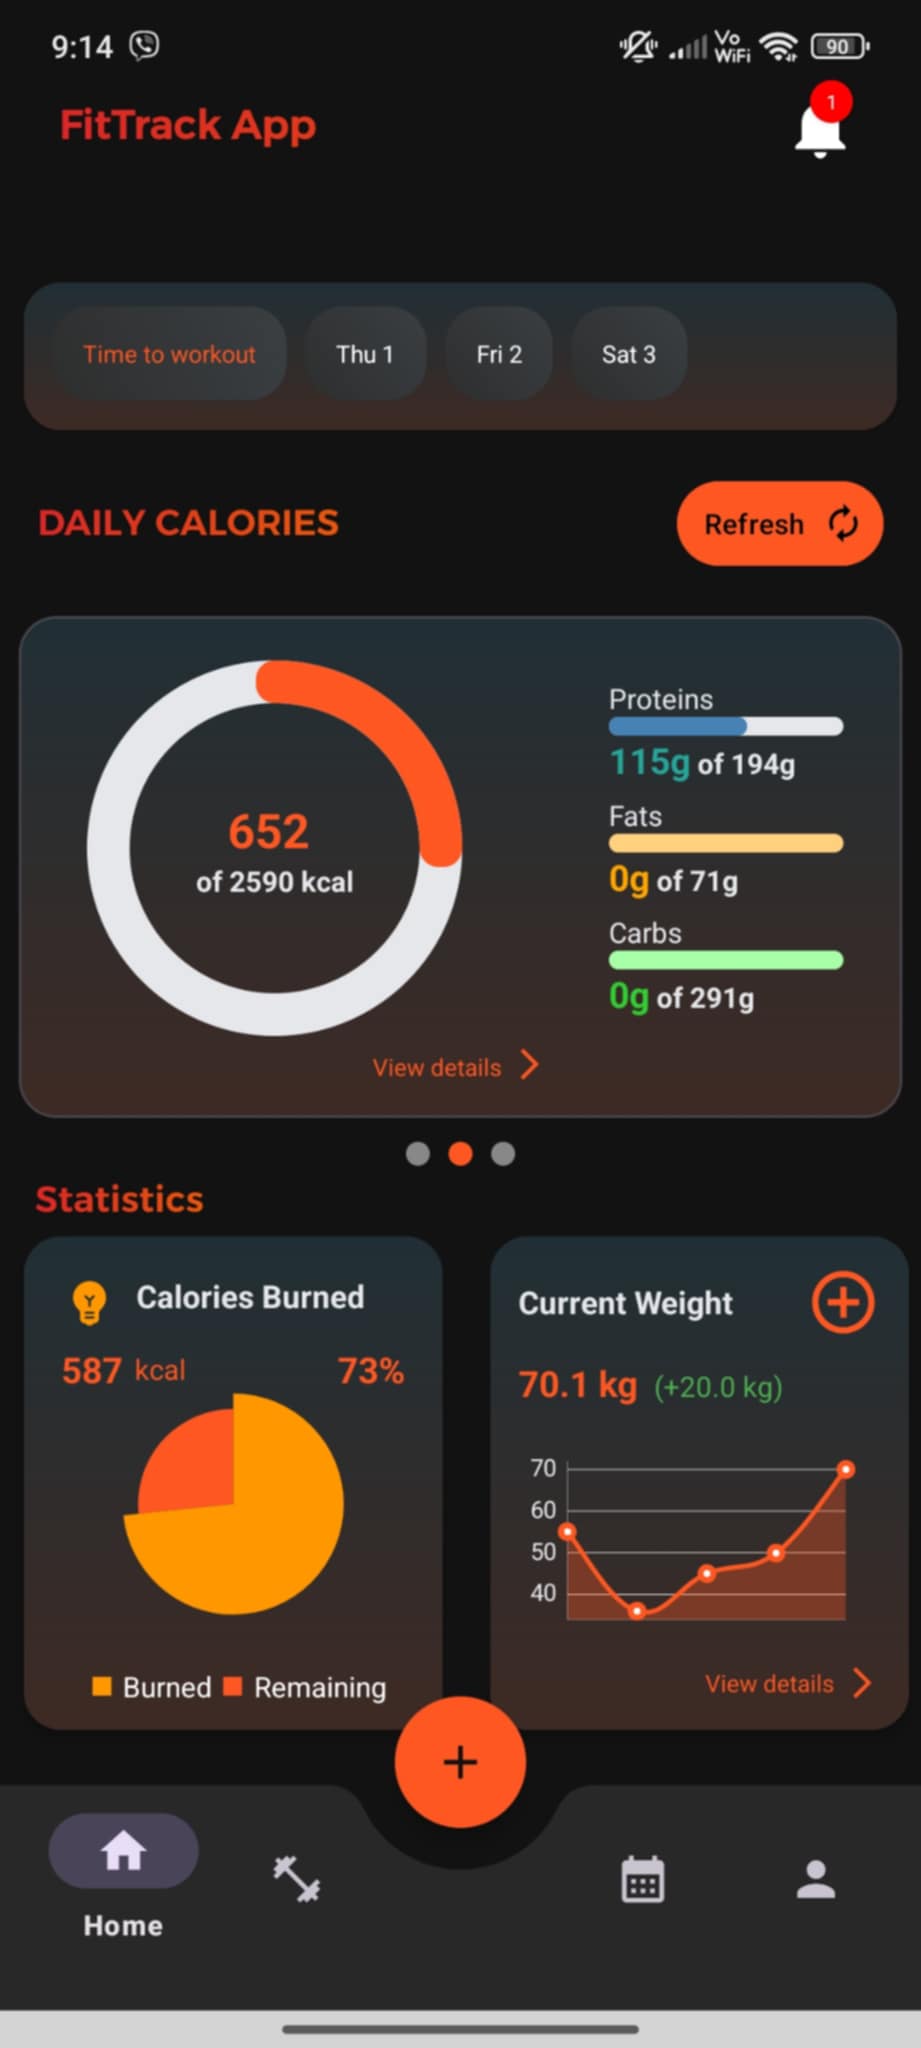 9:14
Vo
WiFi
90
FitTrack App
1
Time to workout
Thu 1
Fri 2
Sat 3
DAILY CALORIES
Refresh
652
of 2590 kcal
Proteins
115g of 194g
Fats
0g of 71g
Carbs
0g of 291g
View details
Statistics
Calories Burned
587 kcal
73%
Burned
Remaining
Current Weight
70.1 kg (+20.0 kg)
70
60
50
40
View details
Home